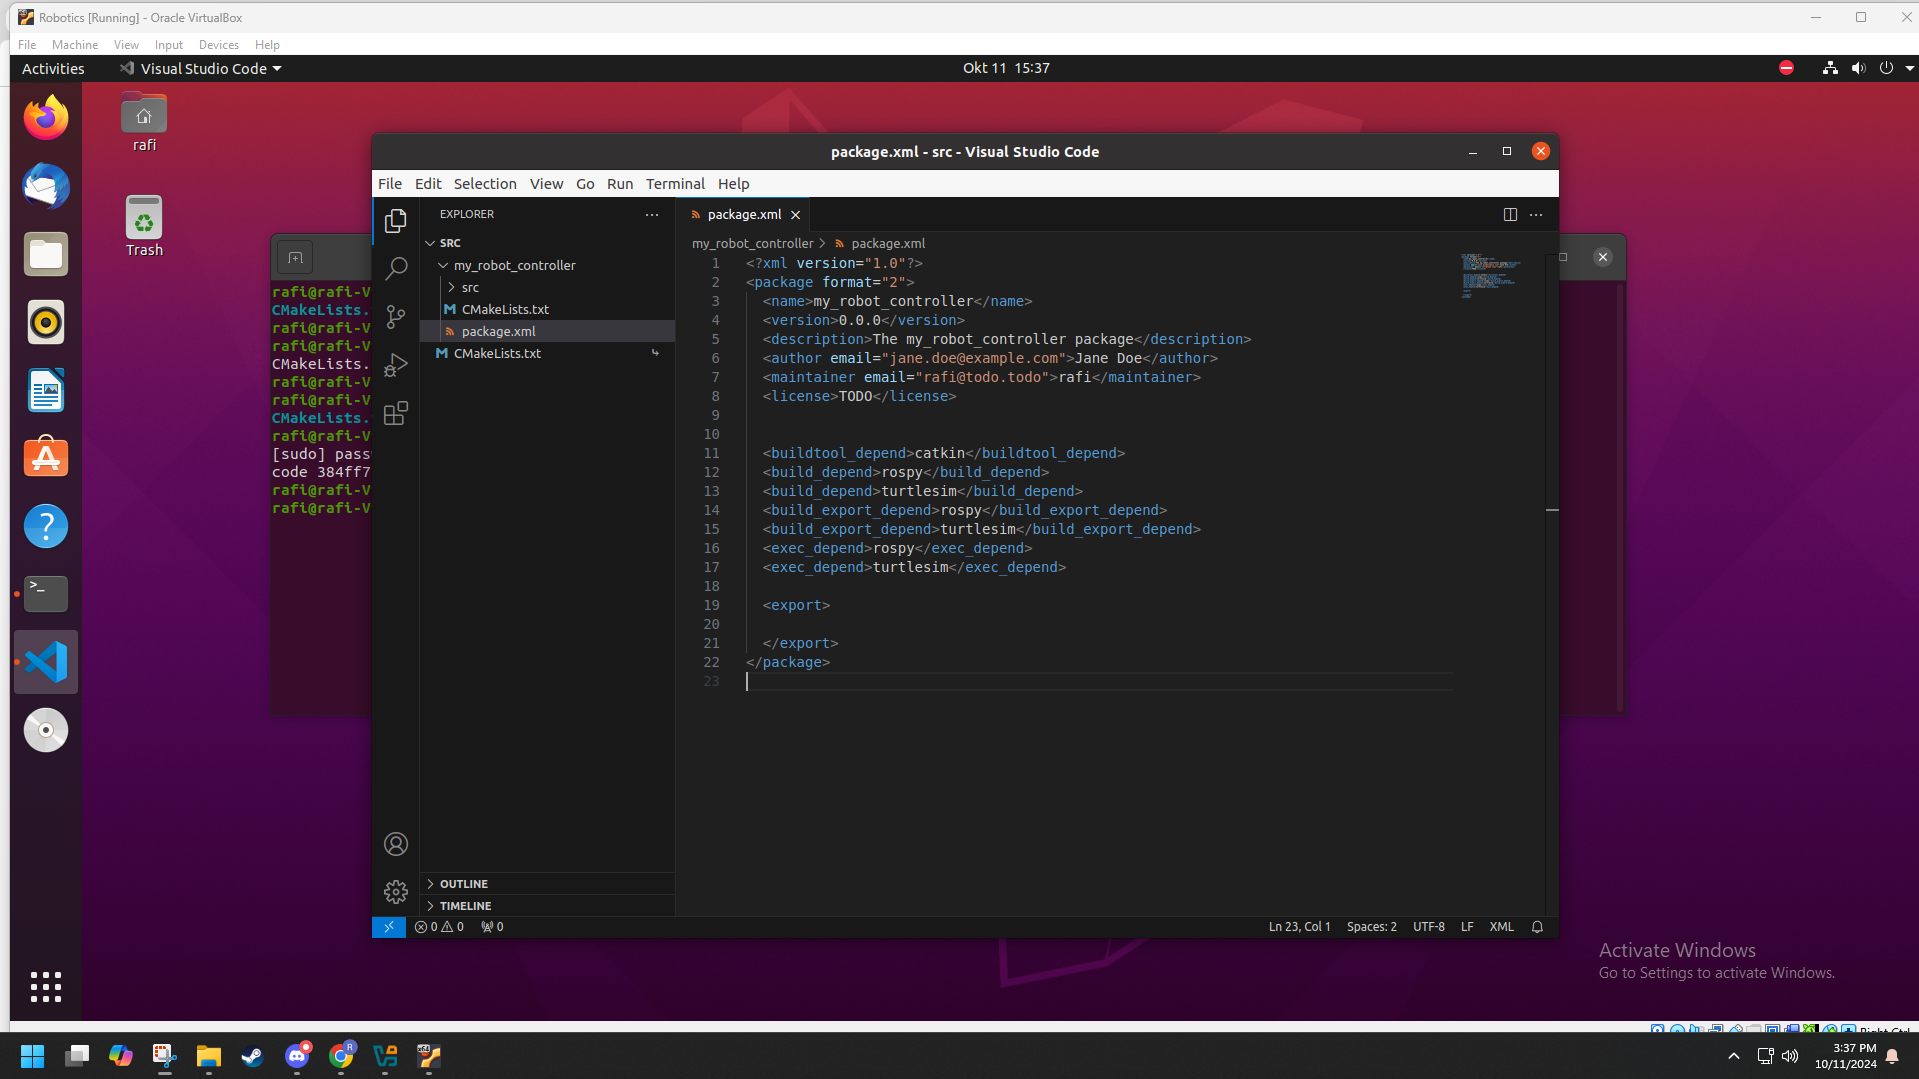 Robotics [Running] - Oracle VirtualBox
File Machine View Input Devices Help
Activities Visual Studio Code Okt 11 15:37
rafi
Trash
rafi@rafi-V
CMakeLists.
rafi@rafi-V
rafi@rafi-V
CMakeLists.
rafi@rafi-V
rafi@rafi-V
CMakeLists.
rafi@rafi-V
[sudo] passw
code 384ff7
rafi@rafi-V
rafi@rafi-V
package.xml - src - Visual Studio Code
File Edit Selection View Go Run Terminal Help
EXPLORER
SRC
my_robot_controller
src
CMakeLists.txt
package.xml
CMakeLists.txt
OUTLINE
TIMELINE
package.xml
my_robot_controller > package.xml
1 <?xml version="1.0"?>
2 <package format="2">
3 <name>my_robot_controller</name>
4 <version>0.0.0</version>
5 <description>The my_robot_controller package</description>
6 <author email="jane.doe@example.com">Jane Doe</author>
7 <maintainer email="rafi@todo.todo">rafi</maintainer>
8 <license>TODO</license>
9
10
11 <buildtool_depend>catkin</buildtool_depend>
12 <build_depend>rospy</build_depend>
13 <build_depend>turtlesim</build_depend>
14 <build_export_depend>rospy</build_export_depend>
15 <build_export_depend>turtlesim</build_export_depend>
16 <exec_depend>rospy</exec_depend>
17 <exec_depend>turtlesim</exec_depend>
18
19 <export>
20
21 </export>
22 </package>
23
0 0 0 Ln 23, Col 1 Spaces: 2 UTF-8 LF XML
Activate Windows
Go to Settings to activate Windows.
Right Ctrl
3:37 PM
10/11/2024